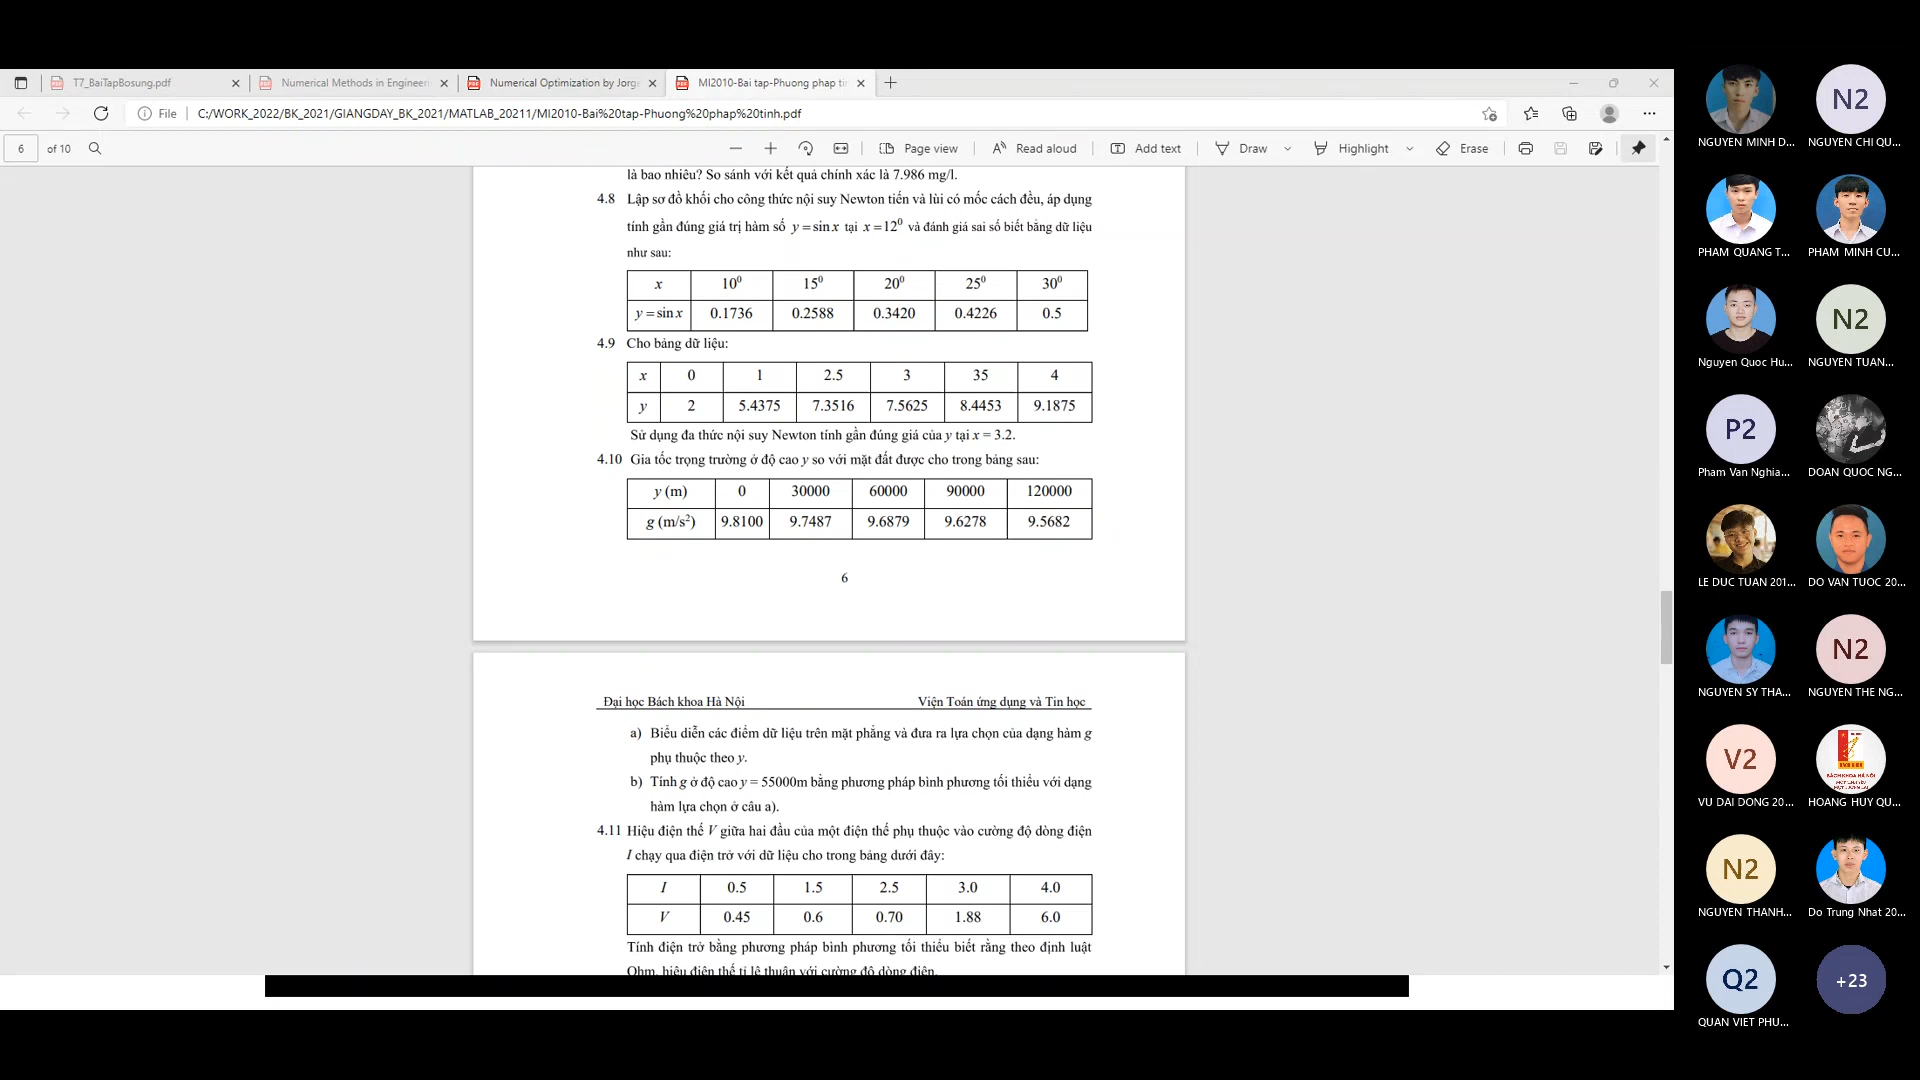 T7_BaiTapBosung.pdf
Numerical Methods in Engineeri
Numerical Optimization by Jorge
MI2010-Bai tap-Phuong phap ti
File C:/WORK_2022/BK_2021/GIANGDAY_BK_2021/MATLAB_20211/MI2010-Bai%20tap-Phuong%20phap%20tinh.pdf
6 of 10 Page view Read aloud Add text Draw Highlight Erase
là bao nhiêu? So sánh với kết quả chính xác là 7.986 mg/l.
4.8 Lập sơ đồ khối cho công thức nội suy Newton tiến và lùi có mốc cách đều, áp dụng
tính gần đúng giá trị hàm số y = sin x tại x = 12⁰ và đánh giá sai số biết bảng dữ liệu
như sau:
x 10⁰ 15⁰ 20⁰ 25⁰ 30⁰
y = sin x 0.1736 0.2588 0.3420 0.4226 0.5
4.9 Cho bảng dữ liệu:
x 0 1 2.5 3 35 4
y 2 5.4375 7.3516 7.5625 8.4453 9.1875
Sử dụng đa thức nội suy Newton tính gần đúng giá của y tại x = 3.2.
4.10 Gia tốc trọng trường ở độ cao y so với mặt đất được cho trong bảng sau:
y (m) 0 30000 60000 90000 120000
g (m/s²) 9.8100 9.7487 9.6879 9.6278 9.5682
6
Đại học Bách khoa Hà Nội Viện Toán ứng dụng và Tin học
a) Biểu diễn các điểm dữ liệu trên mặt phẳng và đưa ra lựa chọn của dạng hàm g
phụ thuộc theo y.
b) Tính g ở độ cao y = 55000m bằng phương pháp bình phương tối thiểu với dạng
hàm lựa chọn ở câu a).
4.11 Hiệu điện thế V giữa hai đầu của một điện thế phụ thuộc vào cường độ dòng điện
I chạy qua điện trở với dữ liệu cho trong bảng dưới đây:
I 0.5 1.5 2.5 3.0 4.0
V 0.45 0.6 0.70 1.88 6.0
Tính điện trở bằng phương pháp bình phương tối thiểu biết rằng theo định luật
Ohm, hiệu điện thế tỉ lệ thuận với cường độ dòng điện.
N2
NGUYEN MINH D... NGUYEN CHI QU...
PHAM QUANG T... PHAM MINH CU...
N2
Nguyen Quoc Hu... NGUYEN TUAN...
P2
Pham Van Nghia... DOAN QUOC NG...
LE DUC TUAN 201... DO VAN TUOC 20...
N2
NGUYEN SY THA... NGUYEN THE NG...
V2
VU DAI DONG 20... HOANG HUY QU...
N2
NGUYEN THANH... Do Trung Nhat 20...
Q2 +23
QUAN VIET PHU...